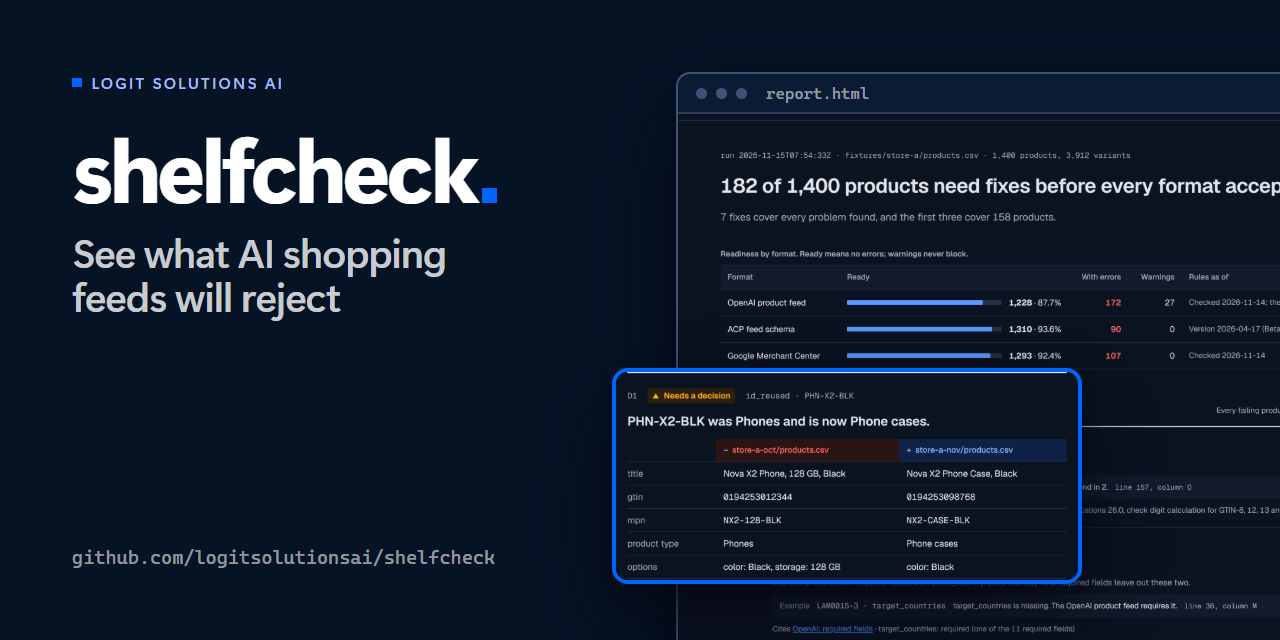 LOGIT SOLUTIONS AI
shelfcheck.
See what AI shopping
feeds will reject
github.com/logitsolutionsai/shelfcheck
report.html
run 2026-11-15T07:54:33Z · fixtures/store-a/products.csv · 1,400 products, 3,912 variants
182 of 1,400 products need fixes before every format
7 fixes cover every problem found, and the first three cover 158 products.
Readiness by format. Ready means no errors; warnings never block.
Format Ready With errors Warnings Rules as of
OpenAI product feed 1,228 · 87.7% 172 27 Checked 2026-11-14;
ACP feed schema 1,310 · 93.6% 90 0 Version 2026-04-17
Google Merchant Center 1,293 · 92.4% 107 0 Checked 2026-11-14
Every failing
D1 ▲ Needs a decision id_reused · PHN-X2-BLK
PHN-X2-BLK was Phones and is now Phone cases.
− store-a-oct/products.csv + store-a-nov/products.csv
title Nova X2 Phone, 128 GB, Black Nova X2 Phone Case, Black
gtin 0194253012344 0194253098768
mpn NX2-128-BLK NX2-CASE-BLK
product type Phones Phone cases
options color: Black, storage: 128 GB color: Black
in 2. line 157, column O
26.0, check digit calculation for GTIN-8, 12, 13
fields leave out these two.
Example LAM0015-3 · target_countries target_countries is missing. The OpenAI product feed requires it. line 36, column M
Cites OpenAI: required fields · target_countries: required (one of the 11 required fields)